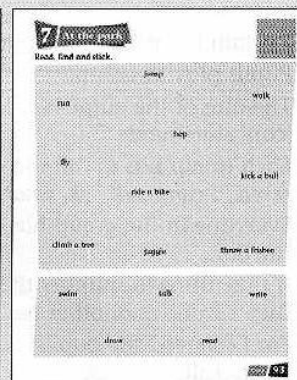 7 At the park
Read, find and stick.
jump
run
walk
hop
fly
kick a ball
ride a bike
climb a tree
juggle
throw a frisbee
swim
talk
write
draw
read
93